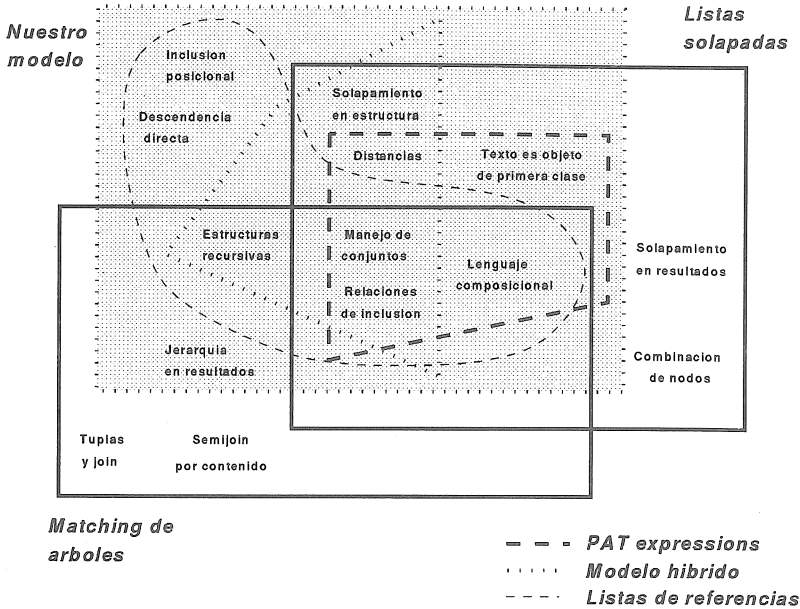 Nuestro
modelo
Listas
solapadas
Inclusion
posicional
Descendencia
directa
Solapamiento
en estructura
Distancias
Texto es objeto
de primera clase
Estructuras
recursivas
Manejo de
conjuntos
Lenguaje
composicional
Relaciones
de inclusion
Solapamiento
en resultados
Jerarquia
en resultados
Combinacion
de nodos
Tuplas
y join
Semijoin
por contenido
Matching de
arboles
PAT expressions
Modelo hibrido
Listas de referencias